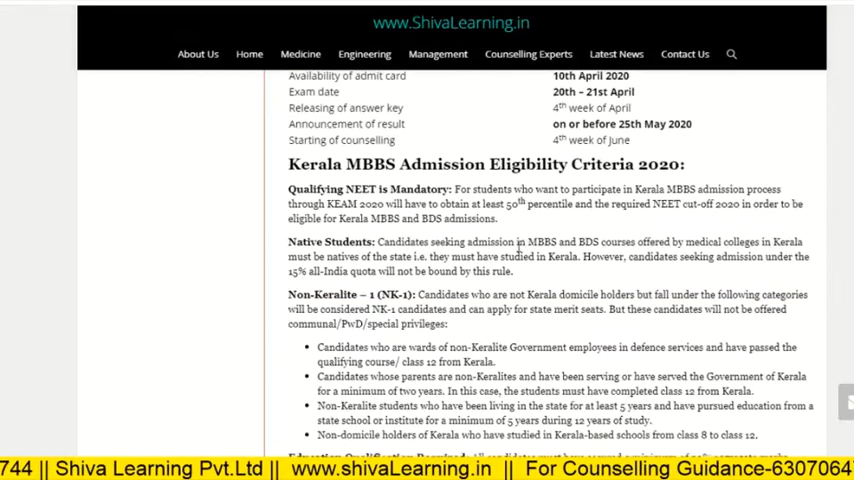 www.ShivaLearning.in
About Us Home Medicine Engineering Management Counselling Experts Latest News Contact Us
Availability of admit card 10th April 2020
Exam date 20th – 21st April
Releasing of answer key 4th week of April
Announcement of result on or before 25th May 2020
Starting of counselling 4th week of June
Kerala MBBS Admission Eligibility Criteria 2020:
Qualifying NEET is Mandatory: For students who want to participate in Kerala MBBS admission process
through KEAM 2020 will have to obtain at least 50th percentile and the required NEET cut-off 2020 in order to be
eligible for Kerala MBBS and BDS admissions.
Native Students: Candidates seeking admission in MBBS and BDS courses offered by medical colleges in Kerala
must be natives of the state i.e. they must have studied in Kerala. However, candidates seeking admission under the
15% all-India quota will not be bound by this rule.
Non-Keralite – 1 (NK-1): Candidates who are not Kerala domicile holders but fall under the following categories
will be considered NK-1 candidates and can apply for state merit seats. But these candidates will not be offered
communal/PwD/special privileges:
• Candidates who are wards of non-Keralite Government employees in defence services and have passed the
qualifying course/ class 12 from Kerala.
• Candidates whose parents are non-Keralites and have been serving or have served the Government of Kerala
for a minimum of two years. In this case, the students must have completed class 12 from Kerala.
• Non-Keralite students who have been living in the state for at least 5 years and have pursued education from a
state school or institute for a minimum of 5 years during 12 years of study.
• Non-domicile holders of Kerala who have studied in Kerala-based schools from class 8 to class 12.
Education Qualification Required: All candidates must have
744 || Shiva Learning Pvt.Ltd || www.shivaLearning.in || For Counselling Guidance-6307064